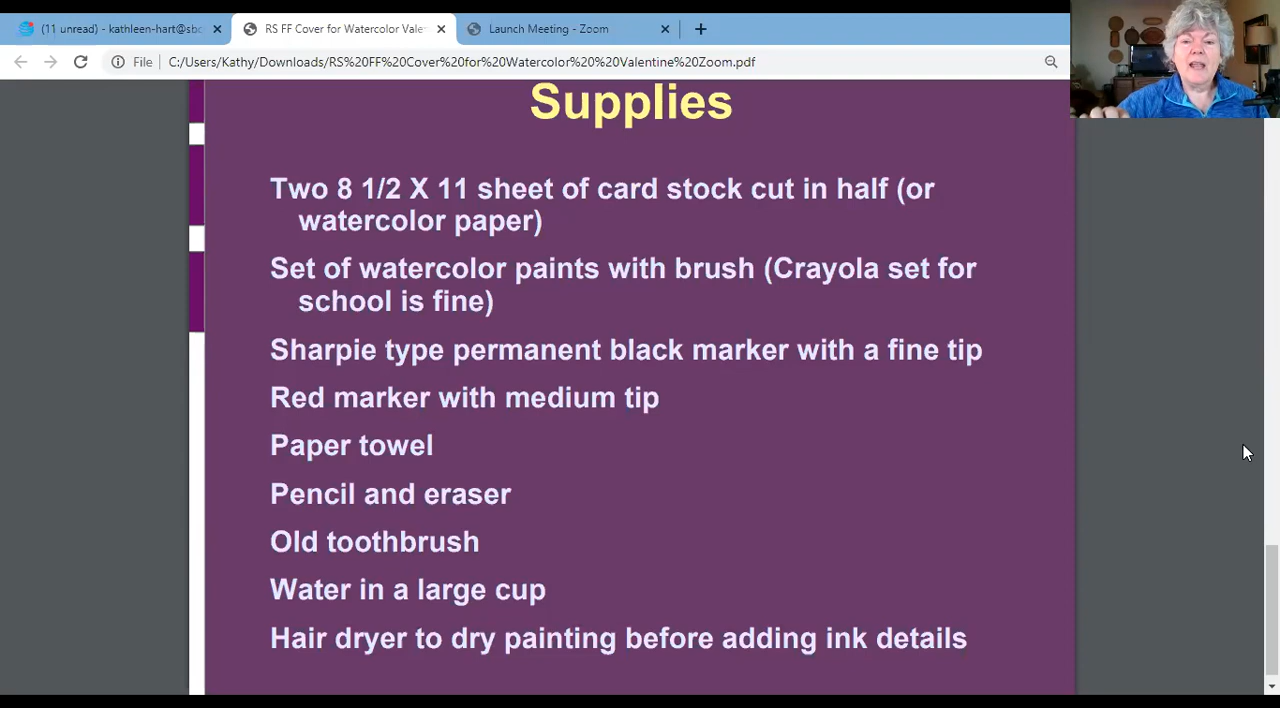 (11 unread) - kathleen-hart@sbc
RS FF Cover for Watercolor Vale
Launch Meeting - Zoom
File
C:/Users/Kathy/Downloads/RS%20FF%20Cover%20for%20Watercolor%20%20Valentine%20Zoom.pdf
Supplies
Two 8 1/2 X 11 sheet of card stock cut in half (or
watercolor paper)
Set of watercolor paints with brush (Crayola set for
school is fine)
Sharpie type permanent black marker with a fine tip
Red marker with medium tip
Paper towel
Pencil and eraser
Old toothbrush
Water in a large cup
Hair dryer to dry painting before adding ink details